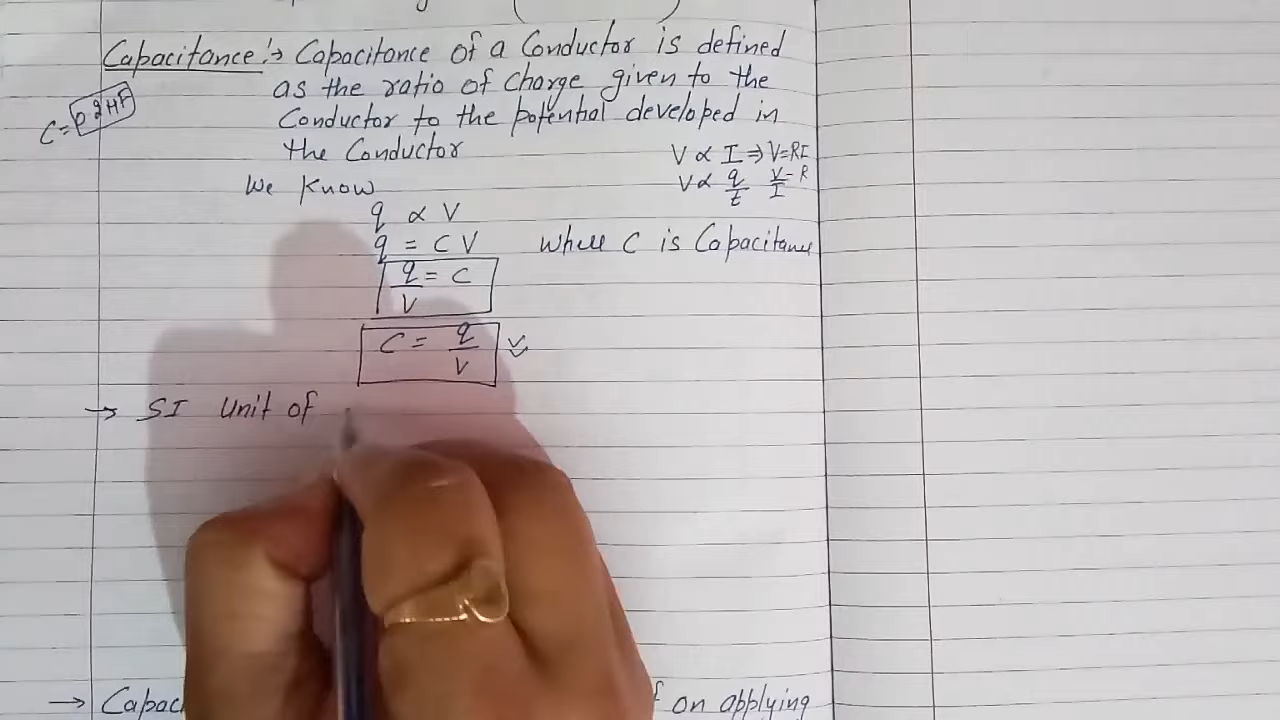 Capacitance :→ Capacitance of a Conductor is defined
as the ratio of charge given to the
Conductor to the potential developed in
the Conductor
V ∝ I ⇒ V=RI
V ∝ q/t V/I = R
We Know
q ∝ V
q = C V where C is Capacitance
q/V = C
C = q/V
→ SI Unit of
→ Capac
on applying